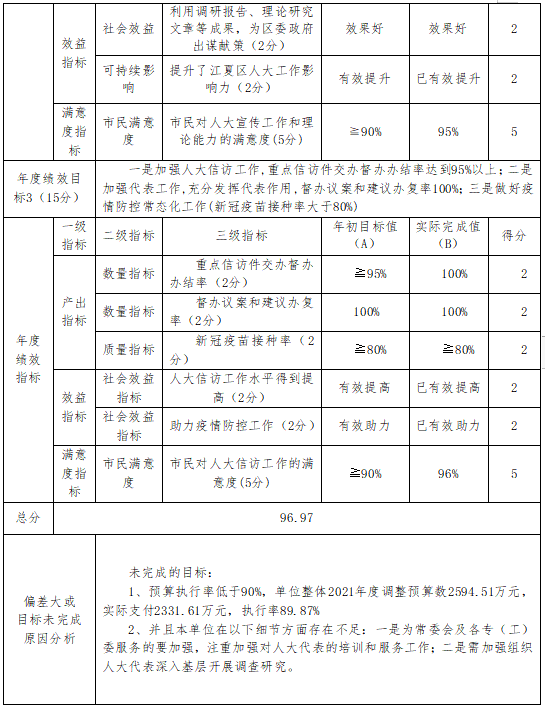 效益
指标
社会效益
利用调研报告、理论研究
文章等成果，为区委政府
出谋献策（2分）
效果好
效果好
2
可持续影
响
提升了江夏区人大工作影
响力（2分）
有效提升
已有效提升
2
满意
度指
标
市民满意
度
市民对人大宣传工作和理
论能力的满意度(5分)
≧90%
95%
5
年度绩效目
标3（15分）
一是加强人大信访工作,重点信访件交办督办办结率达到95%以上；二是
加强代表工作,充分发挥代表作用,督办议案和建议办复率100%；三是做好疫
情防控常态化工作(新冠疫苗接种率大于80%)
年度
绩效
指标
一级
指标
二级指标
三级指标
年初目标值
（A）
实际完成值
（B）
得分
产出
指标
数量指标
重点信访件交办督办
办结率（2分）
≧95%
100%
2
数量指标
督办议案和建议办复
率（2分）
100%
100%
2
质量指标
新冠疫苗接种率（2
分）
≧80%
≧80%
2
效益
指标
社会效益
指标
人大信访工作水平得到提
高（2分）
有效提高
已有效提高
2
社会效益
指标
助力疫情防控工作（2分）
有效助力
已有效助力
2
满意
度指
标
市民满意
度
市民对人大信访工作的满
意度(5分)
≧90%
96%
5
总分
96.97
偏差大或
目标未完成
原因分析
未完成的目标：
1、预算执行率低于90%，单位整体2021年度调整预算数2594.51万元，
实际支付2331.61万元，执行率89.87%
2、并且本单位在以下细节方面存在不足：一是为常委会及各专（工）
委服务的要加强，注重加强对人大代表的培训和服务工作；二是需加强组织
人大代表深入基层开展调查研究。